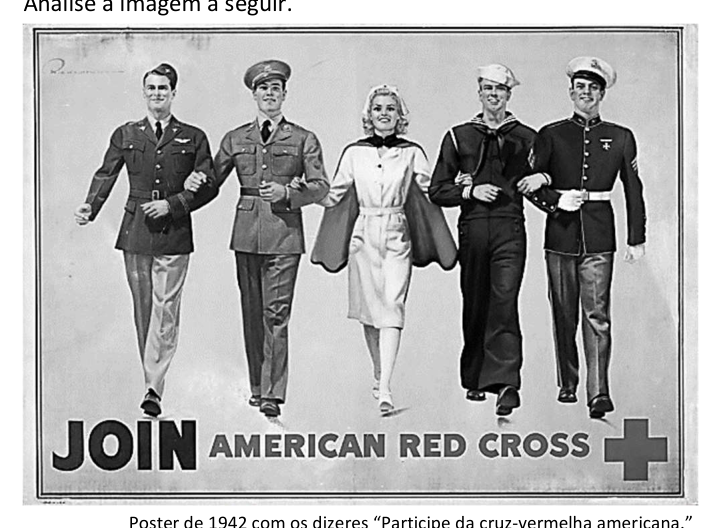 Analise a imagem a seguir.
JOIN AMERICAN RED CROSS
Poster de 1942 com os dizeres “Participe da cruz-vermelha americana.”